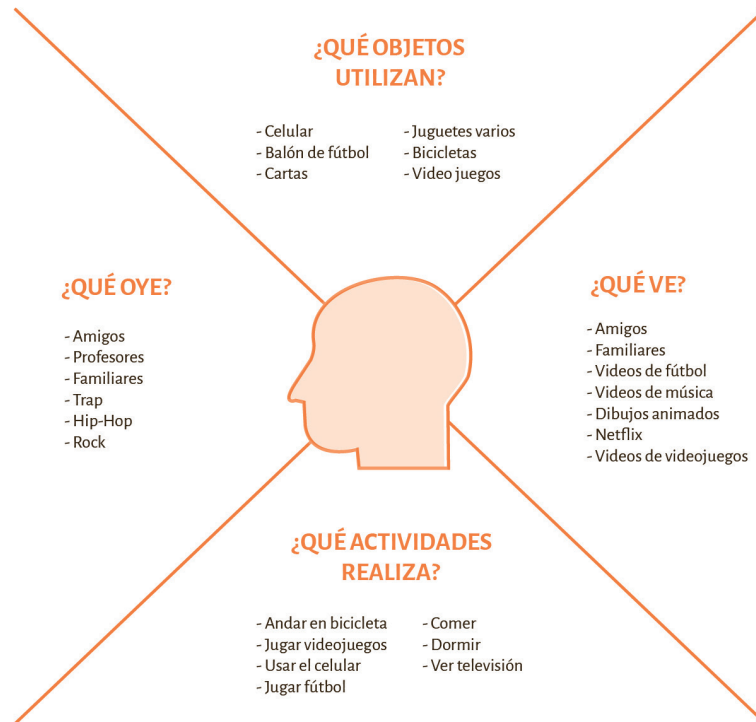 ¿QUÉ OBJETOS
UTILIZAN?
- Celular
- Balón de fútbol
- Cartas
- Juguetes varios
- Bicicletas
- Video juegos
¿QUÉ OYE?
- Amigos
- Profesores
- Familiares
- Trap
- Hip-Hop
- Rock
¿QUÉ VE?
- Amigos
- Familiares
- Videos de fútbol
- Videos de música
- Dibujos animados
- Netflix
- Videos de videojuegos
¿QUÉ ACTIVIDADES
REALIZA?
- Andar en bicicleta
- Jugar videojuegos
- Usar el celular
- Jugar fútbol
- Comer
- Dormir
- Ver televisión